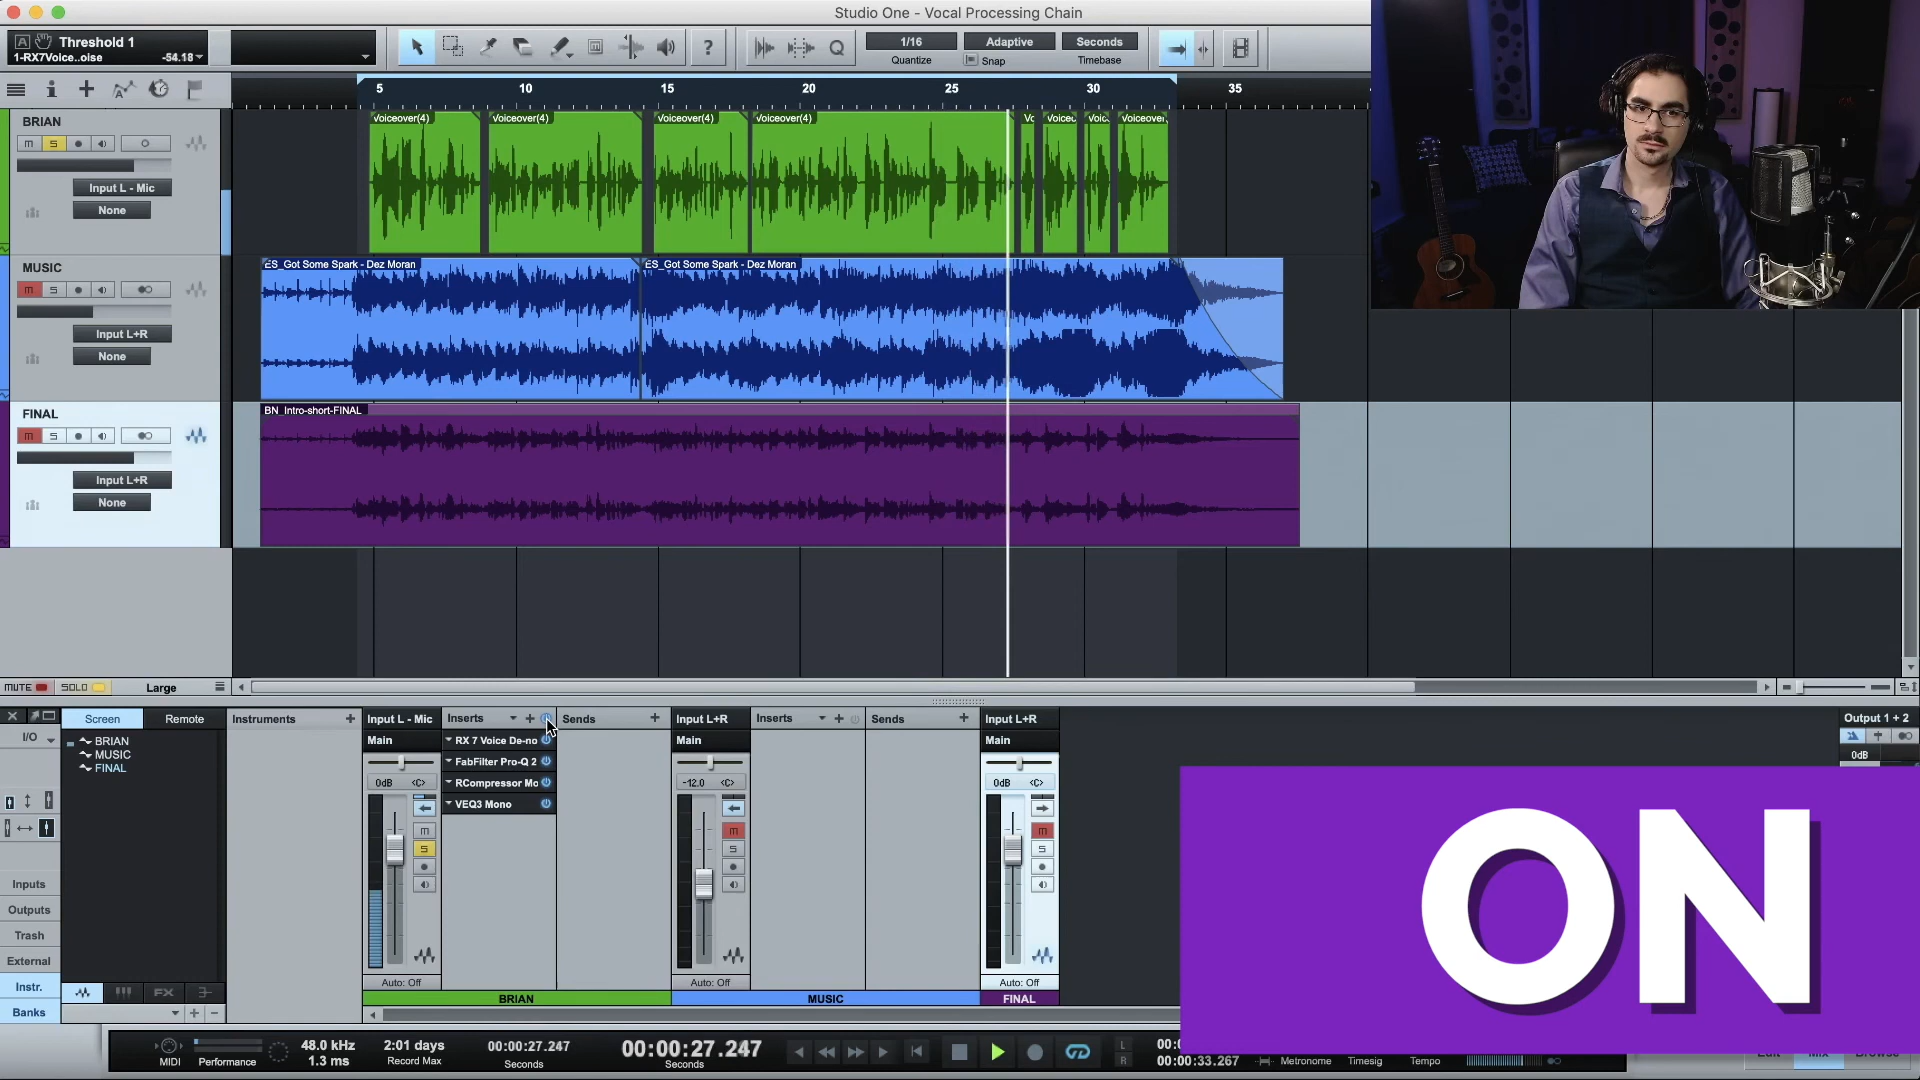 Studio One - Vocal Processing Chain
Threshold 1
1-RX7Voice..oise -54.18
1/16
Quantize
Adaptive
Snap
Seconds
Timebase
5 10 15 20 25 30 35
BRIAN
M S
Input L - Mic
None
Voiceover(4)
Voiceover(4)
Voiceover(4)
Voiceover(4)
MUSIC
M S
Input L+R
None
ES_Got Some Spark - Dez Moran
ES_Got Some Spark - Dez Moran
FINAL
M S
Input L+R
None
BN_Intro-short-FINAL
MUTE SOLO Large
Screen Remote
I/O
BRIAN
MUSIC
FINAL
Inputs
Outputs
Trash
External
Instr.
Banks
FX
Instruments
Input L - Mic
Main
0dB <C>
M
S
Auto: Off
BRIAN
Inserts
RX 7 Voice De-no
FabFilter Pro-Q 2
RCompressor Mo
VEQ3 Mono
Sends
Input L+R
Main
-12.0 <C>
M
S
Auto: Off
MUSIC
Inserts
Sends
Input L+R
Main
0dB <C>
M
S
Auto: Off
FINAL
Output 1 + 2
0dB
ON
MIDI
Performance
48.0 kHz
1.3 ms
2:01 days
Record Max
00:00:27.247
Seconds
00:00:27.247
Seconds
L
R
00:00:33.267
Metronome
Timesig
Tempo